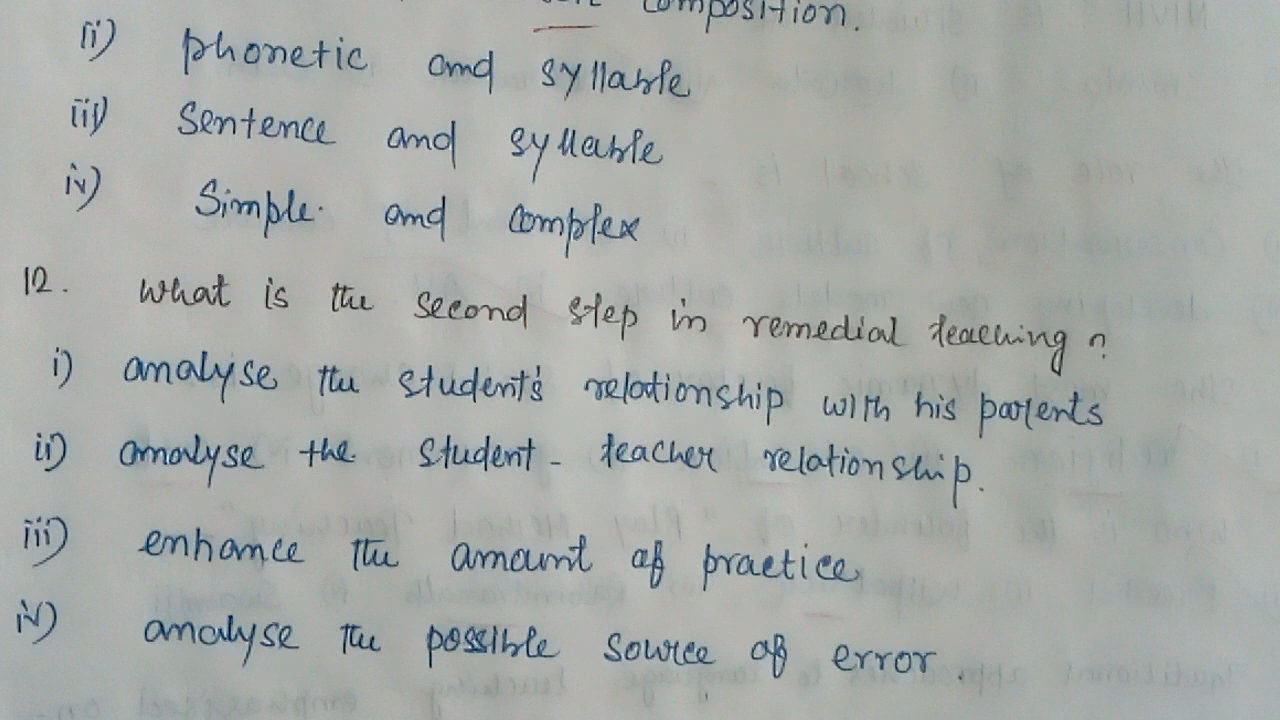 composition.
ii) phonetic and syllable
iii) Sentence and syllable
iv) Simple. and complex
12. What is the second step in remedial teaching?
i) analyse the student's relationship with his parents
ii) analyse the student - teacher relationship.
iii) enhance the amount of practice
iv) analyse the possible source of error